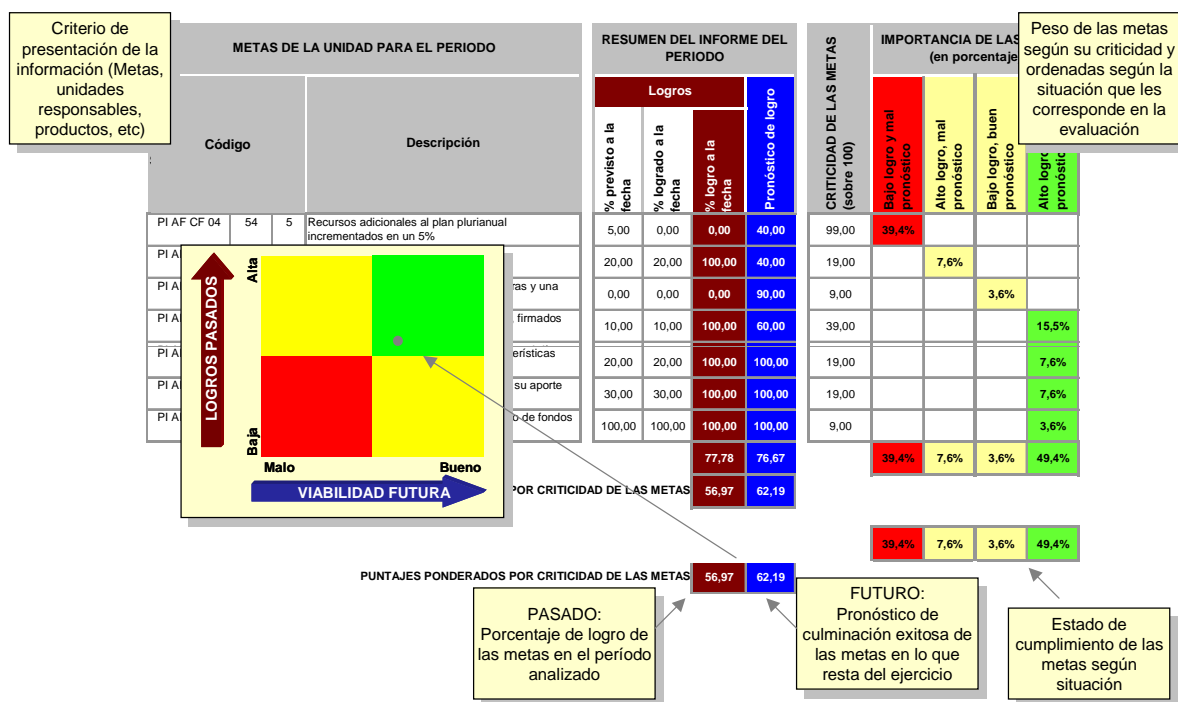 Criterio de
presentación de la
información (Metas,
unidades
responsables,
productos, etc)
METAS DE LA UNIDAD PARA EL PERIODO
Código
Descripción
RESUMEN DEL INFORME DEL
PERIODO
Logros
% previsto a la
fecha
% logrado a la
fecha
% logro a la
fecha
Pronóstico de logro
CRITICIDAD DE LAS METAS
(sobre 100)
IMPORTANCIA DE LAS
(en porcentaje
Bajo logro y mal
pronóstico
Alto logro, mal
pronóstico
Bajo logro, buen
pronóstico
Alto logro
pronóstico
Peso de las metas
según su criticidad y
ordenadas según la
situación que les
corresponde en la
evaluación
PI AF CF 04 54 5 Recursos adicionales al plan plurianual
incrementados en un 5%
5,00 0,00 0,00 40,00 99,00 39,4%
PI A
20,00 20,00 100,00 40,00 19,00 7,6%
PI A
ras y una
0,00 0,00 0,00 90,00 9,00 3,6%
PI A
firmados
10,00 10,00 100,00 60,00 39,00 15,5%
PI A
erísticas
20,00 20,00 100,00 100,00 19,00 7,6%
PI A
su aporte
30,00 30,00 100,00 100,00 19,00 7,6%
PI A
o de fondos
100,00 100,00 100,00 100,00 9,00 3,6%
77,78 76,67 39,4% 7,6% 3,6% 49,4%
POR CRITICIDAD DE LAS METAS 56,97 62,19
LOGROS PASADOS
Alta
Baja
Malo Bueno
VIABILIDAD FUTURA
39,4% 7,6% 3,6% 49,4%
PUNTAJES PONDERADOS POR CRITICIDAD DE LAS METAS 56,97 62,19
PASADO:
Porcentaje de logro de
las metas en el período
analizado
FUTURO:
Pronóstico de
culminación exitosa de
las metas en lo que
resta del ejercicio
Estado de
cumplimiento de las
metas según
situación